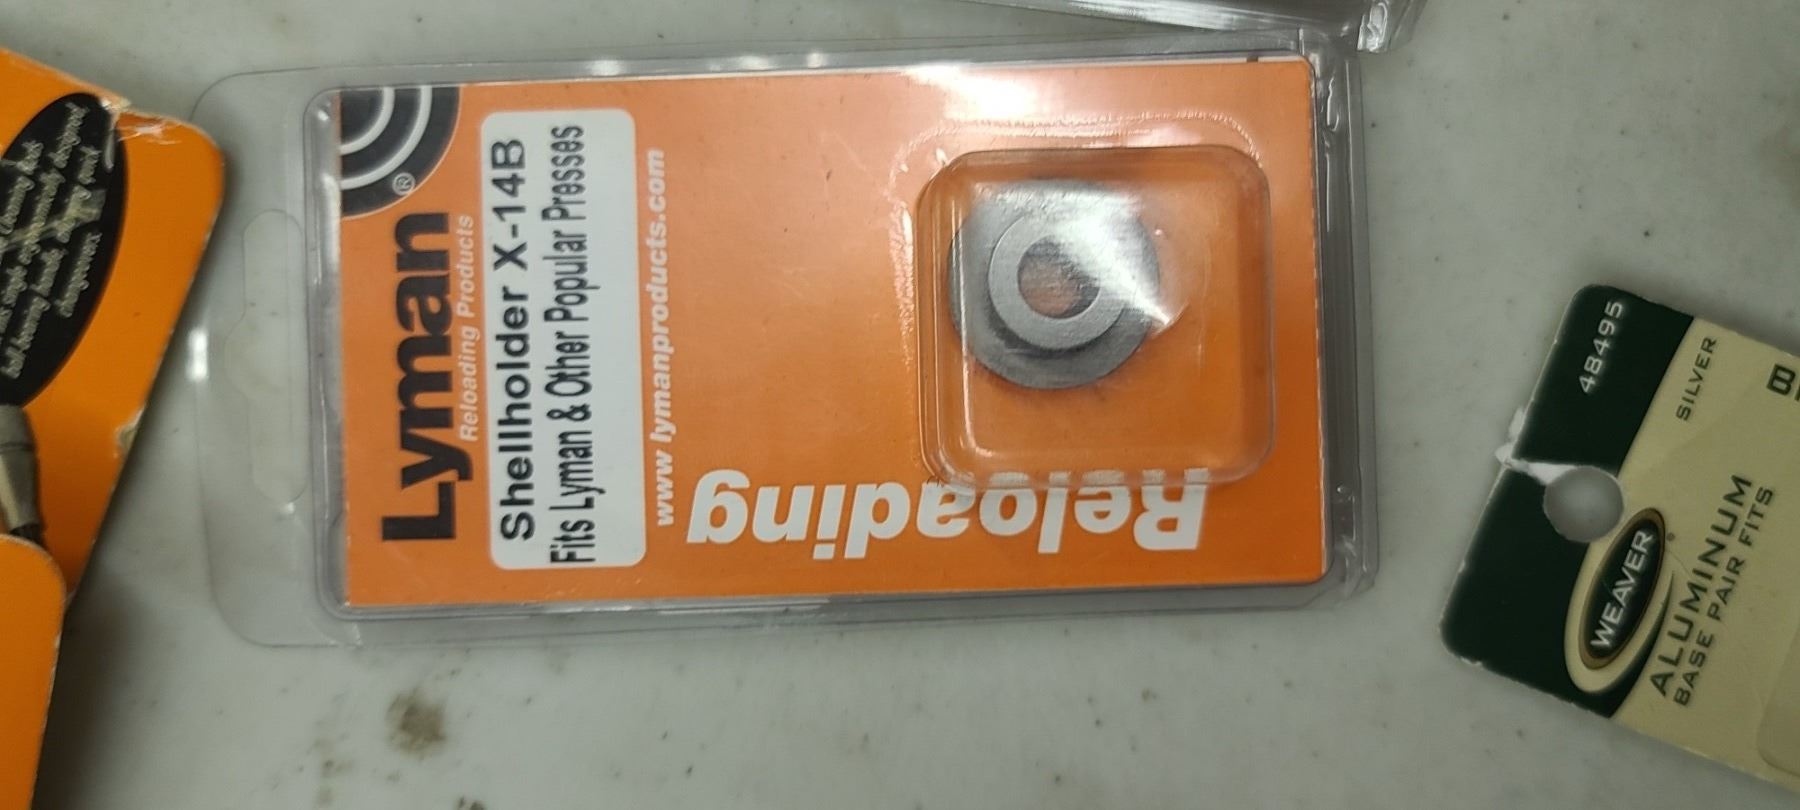 Lyman
®
Reloading Products
Shellholder X-14B
Fits Lyman & Other Popular Presses
www lymanproducts.com
Reloading
48495
SILVER
WEAVER
®
ALUMINUM
BASE PAIR FITS